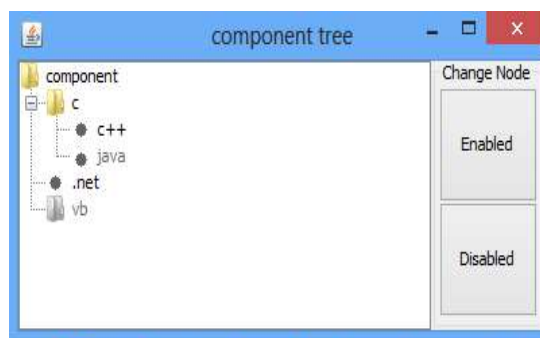 component tree
component
c
c++
java
.net
vb
Change Node
Enabled
Disabled